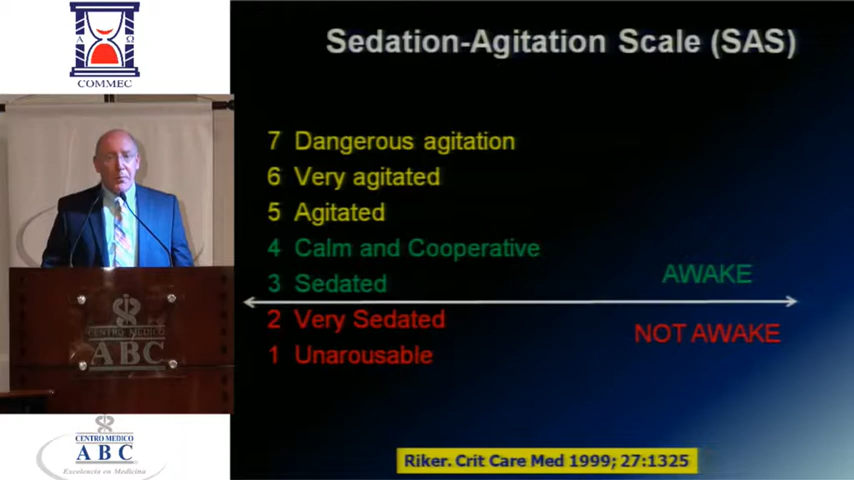 Α Ω
COMMEC
CENTRO MEDICO
ABC
CENTRO MEDICO
A B C
Excelencia en Medicina
Sedation-Agitation Scale (SAS)
7 Dangerous agitation
6 Very agitated
5 Agitated
4 Calm and Cooperative
3 Sedated
AWAKE
2 Very Sedated
NOT AWAKE
1 Unarousable
Riker. Crit Care Med 1999; 27:1325